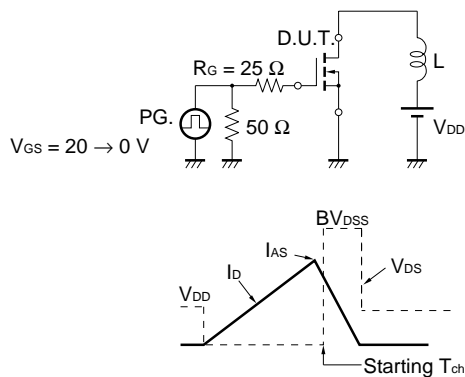 D.U.T.
RG = 25 Ω
L
PG.
50 Ω
VDD
VGS = 20 → 0 V
BVDSS
IAS
ID
VDS
VDD
Starting Tch